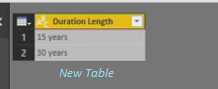 Duration Length
1 15 years
2 30 years
New Table